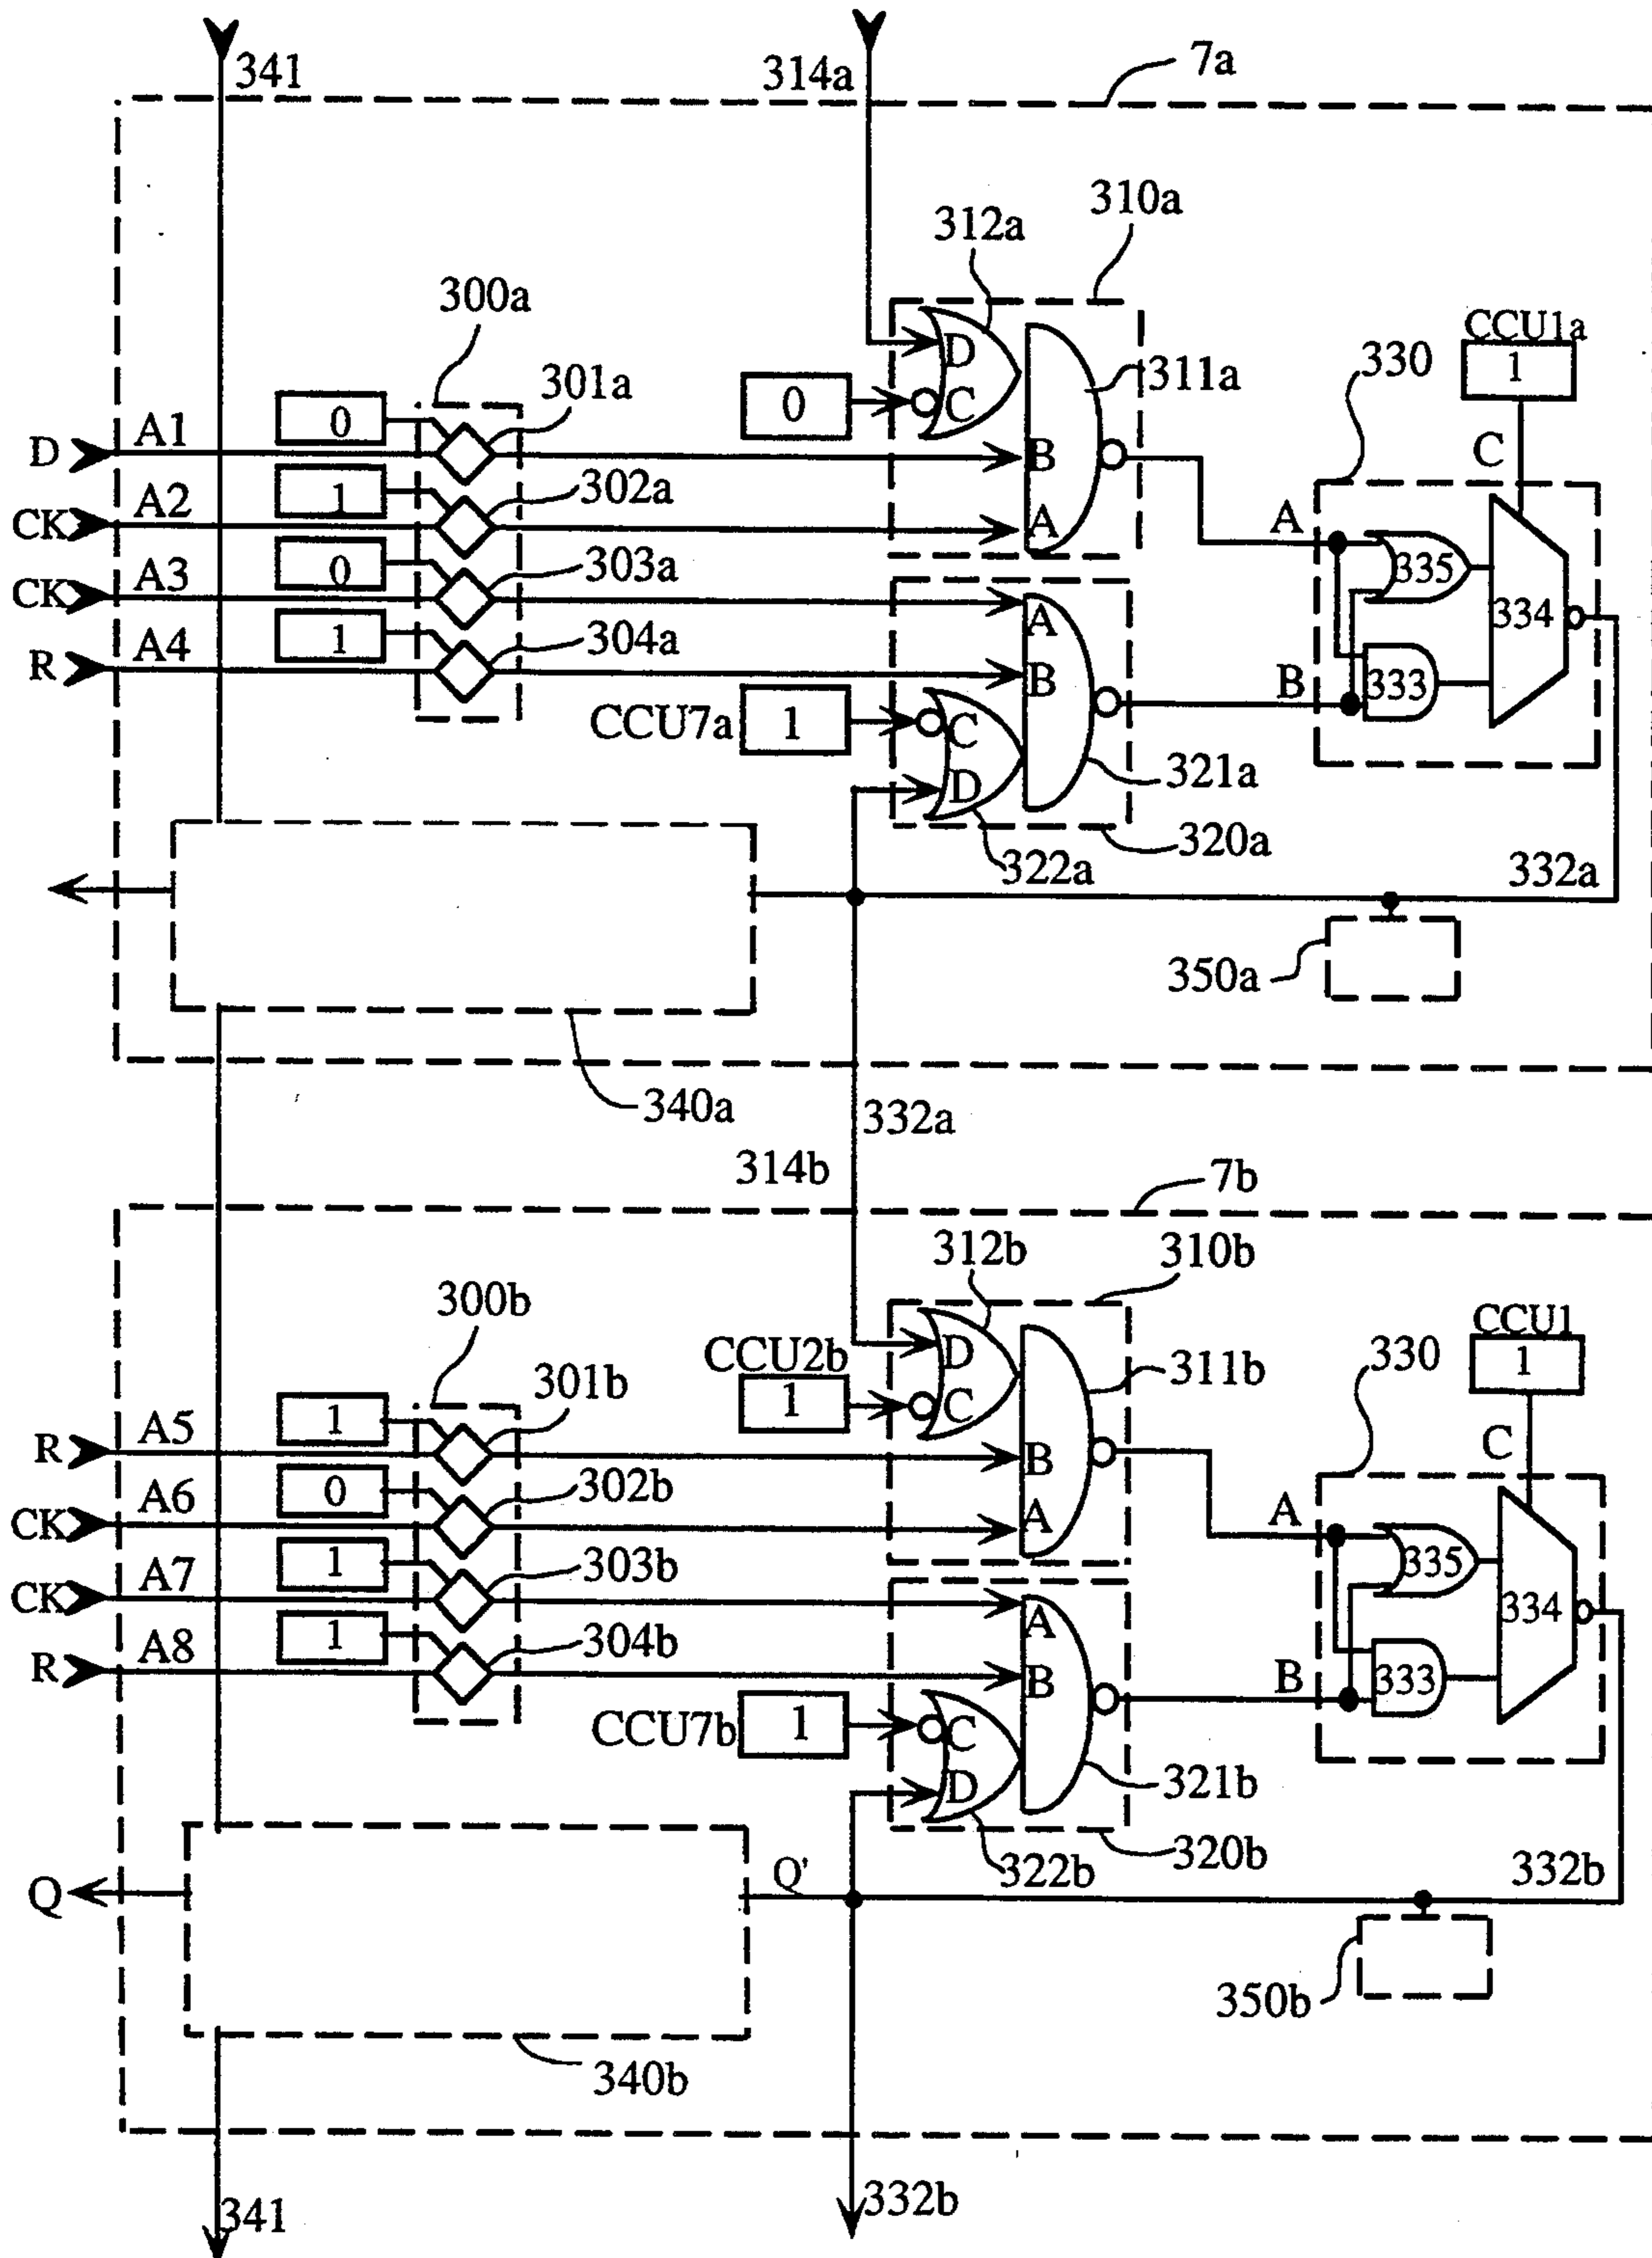 341
314a
7a
310a
312a
300a
CCU1a
1
330
311a
D
C
0
301a
0
D
A1
B
C
302a
1
CK
A2
A
A
335
303a
0
CK
A3
A
334
304a
1
R
A4
B
B
333
CCU7a
1
C
321a
D
320a
322a
332a
350a
340a
332a
314b
7b
312b
310b
300b
CCU1
1
330
D
CCU2b
1
C
311b
301b
1
R
A5
B
C
302b
0
CK
A6
A
A
335
303b
1
CK
A7
A
334
304b
1
R
A8
B
B
333
CCU7b
1
C
321b
D
320b
322b
332b
Q
Q'
350b
340b
341
332b